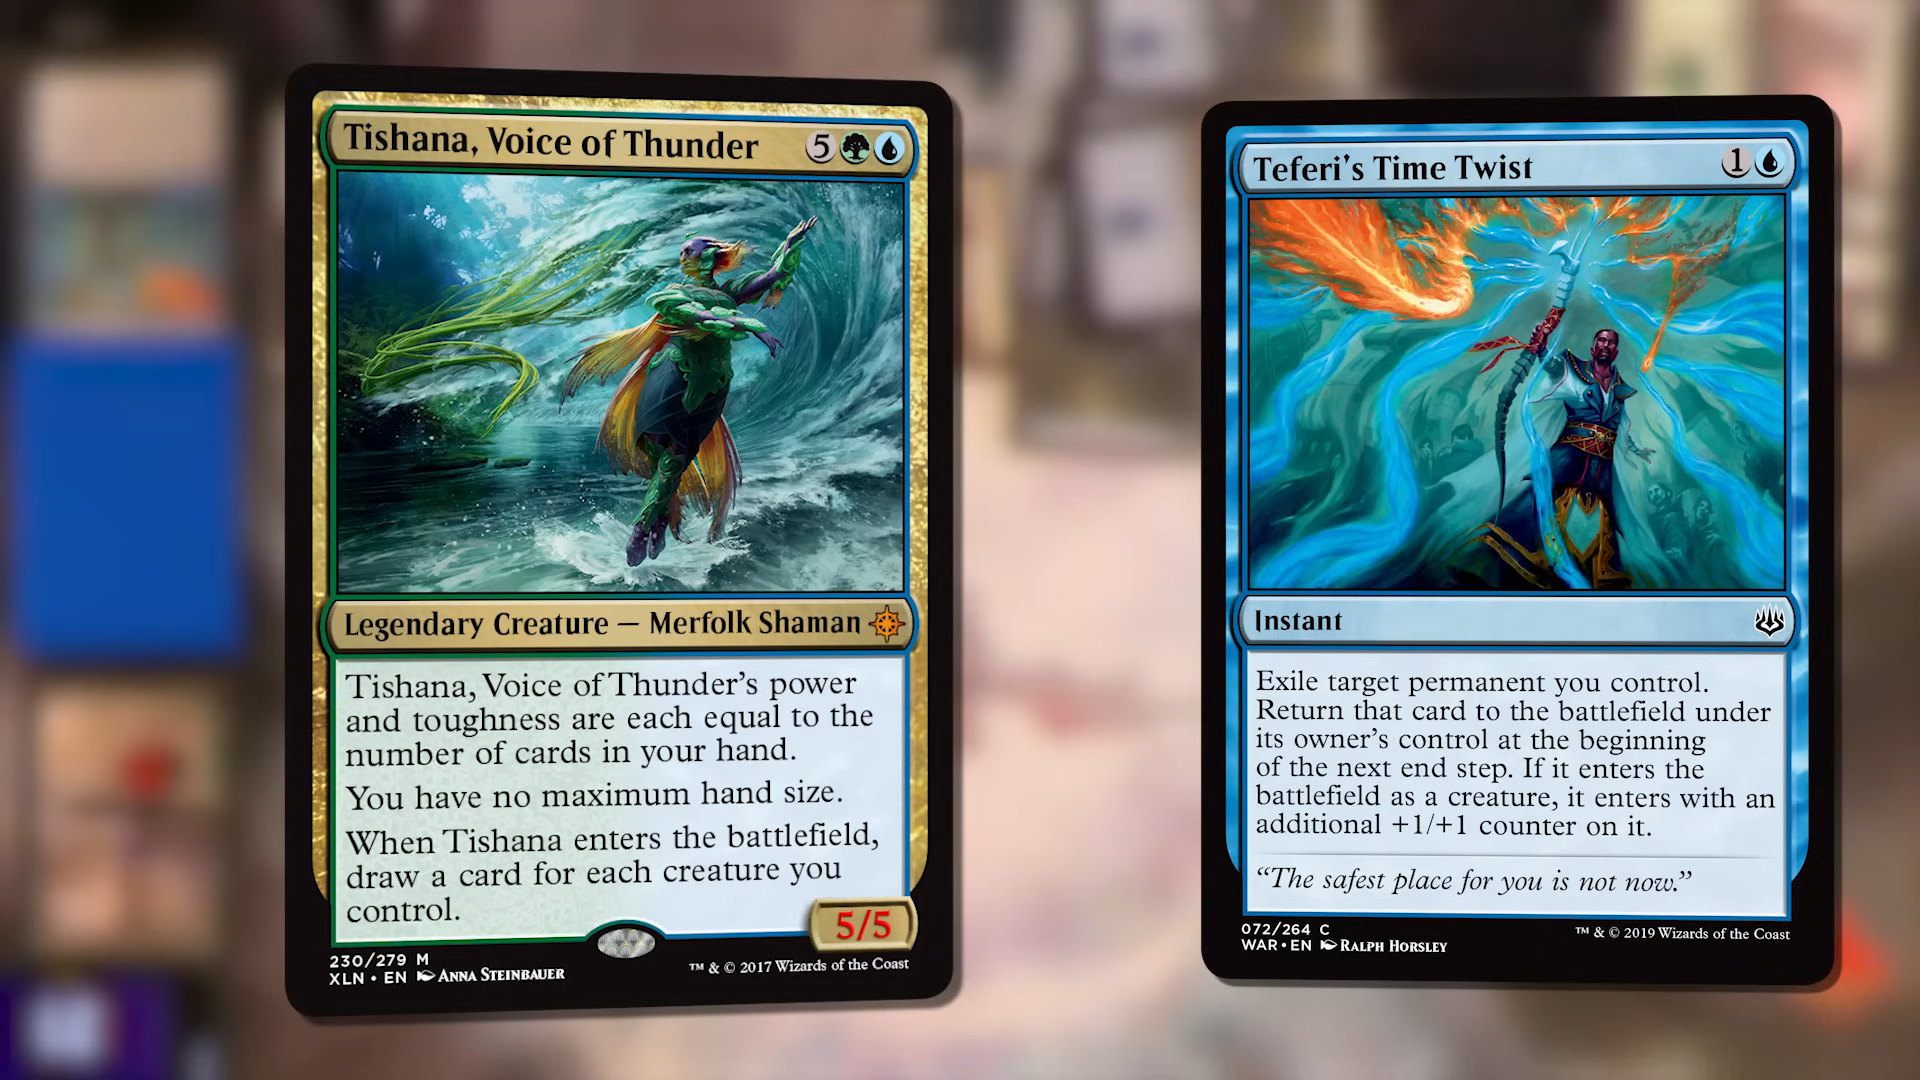 Tishana, Voice of Thunder 5
Legendary Creature — Merfolk Shaman
Tishana, Voice of Thunder's power
and toughness are each equal to the
number of cards in your hand.
You have no maximum hand size.
When Tishana enters the battlefield,
draw a card for each creature you
control.
5/5
230/279 M
XLN • EN Anna Steinbauer
™ & © 2017 Wizards of the Coast
Teferi's Time Twist 1
Instant
Exile target permanent you control.
Return that card to the battlefield under
its owner's control at the beginning
of the next end step. If it enters the
battlefield as a creature, it enters with an
additional +1/+1 counter on it.
“The safest place for you is not now.”
072/264 C
WAR • EN Ralph Horsley
™ & © 2019 Wizards of the Coast